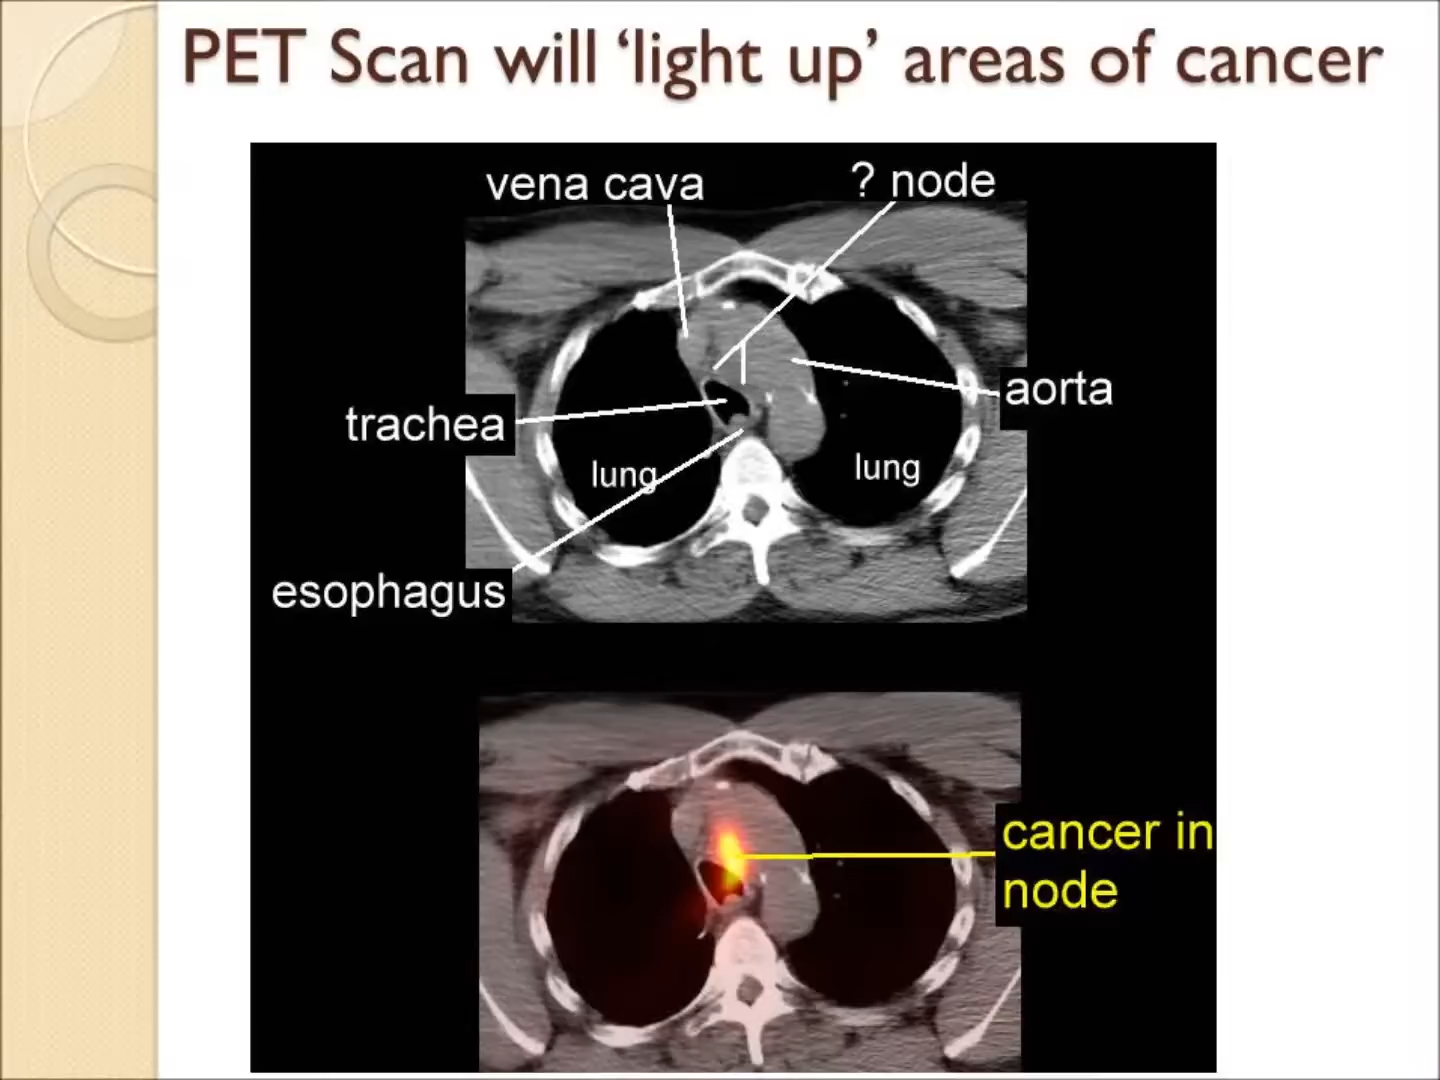 PET Scan will ‘light up’ areas of cancer
vena cava
? node
aorta
trachea
lung
lung
esophagus
cancer in
node